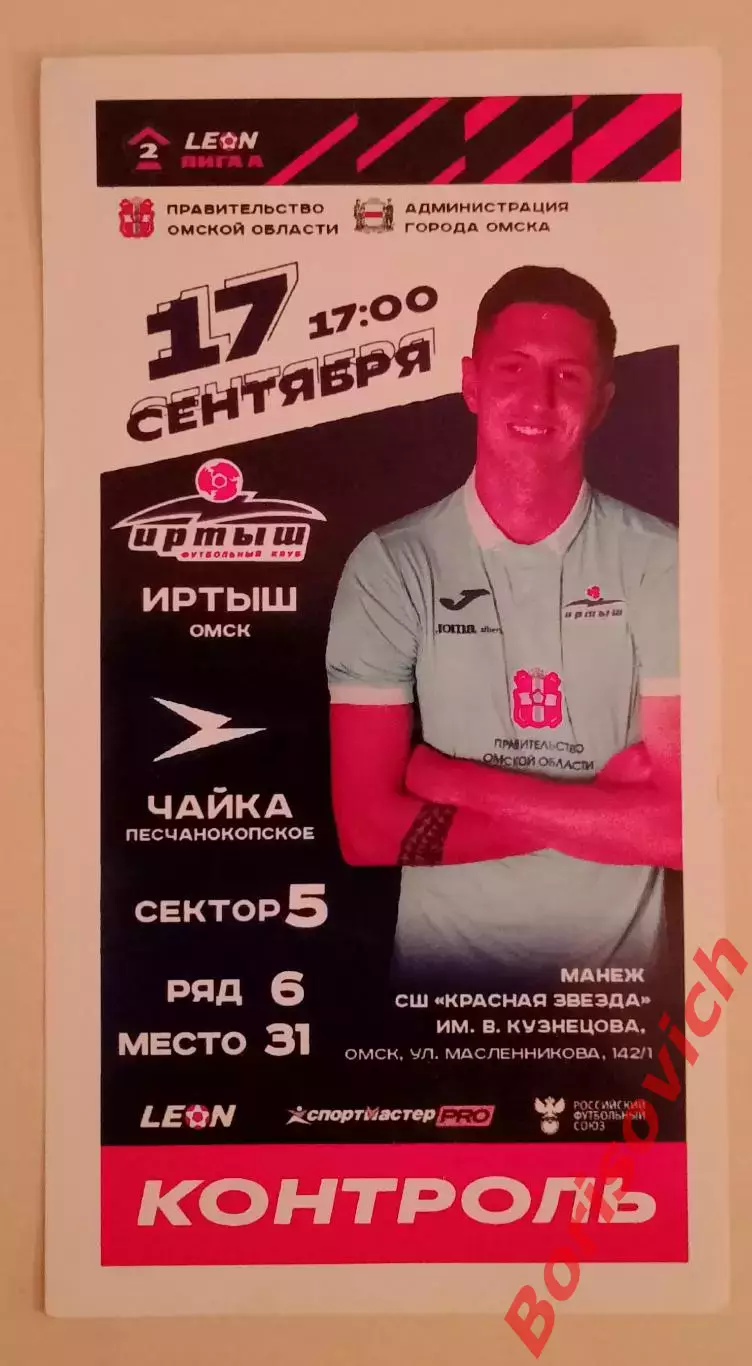 2 LEON
ЛИГА А
ПРАВИТЕЛЬСТВО
ОМСКОЙ ОБЛАСТИ
АДМИНИСТРАЦИЯ
ГОРОДА ОМСКА
17 17:00
СЕНТЯБРЯ
ИРТЫШ
ФУТБОЛЬНЫЙ КЛУБ
ИРТЫШ
ОМСК
JOMA
ИРТЫШ
ПРАВИТЕЛЬСТВО
ОМСКОЙ ОБЛАСТИ
ЧАЙКА
ПЕСЧАНОКОПСКОЕ
СЕКТОР 5
РЯД 6
МЕСТО 31
МАНЕЖ
СШ «КРАСНАЯ ЗВЕЗДА»
ИМ. В. КУЗНЕЦОВА,
ОМСК, УЛ. МАСЛЕННИКОВА, 142/1
LEON
СПОРТМАСТЕР PRO
РОССИЙСКИЙ
ФУТБОЛЬНЫЙ
СОЮЗ
КОНТРОЛЬ
Borisovich